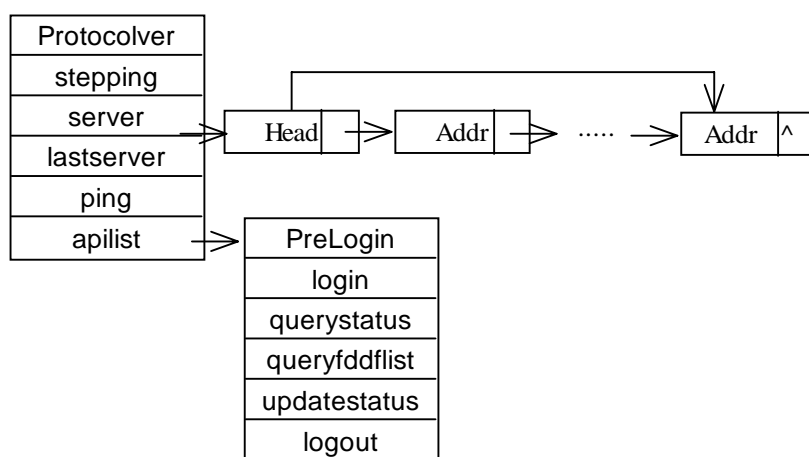 Protocolver
stepping
server
lastserver
ping
apilist
Head
Addr
.....
Addr
^
PreLogin
login
querystatus
queryfddflist
updatestatus
logout